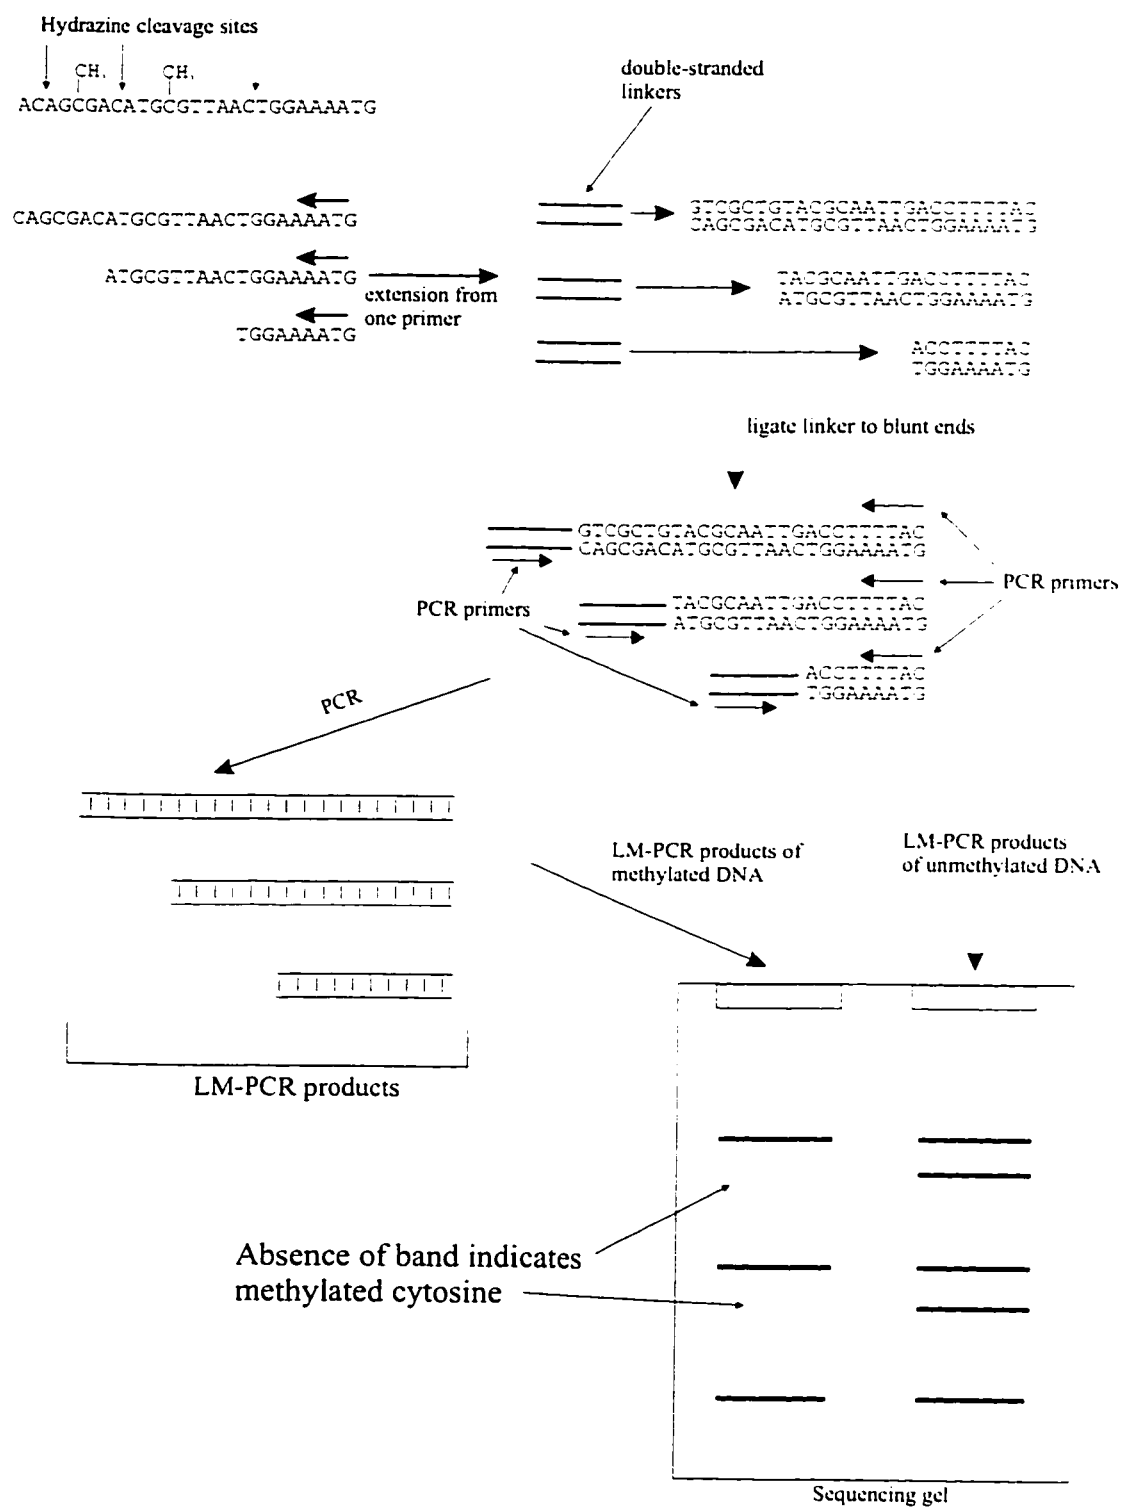 Hydrazine cleavage sites
CH, CH,
ACAGCGACATGCGTTAACTGGAAAATG
double-stranded
linkers
CAGCGACATGCGTTAACTGGAAAATG
ATGCGTTAACTGGAAAATG
TGGAAAATG
extension from
one primer
GTCGCTGTACGCAATTGACCTTTTAC
CAGCGACATGCGTTAACTGGAAAATG
TACGCAATTGACCTTTTAC
ATGCGTTAACTGGAAAATG
ACCTTTTAC
TGGAAAATG
ligate linker to blunt ends
GTCGCTGTACGCAATTGACCTTTTAC
CAGCGACATGCGTTAACTGGAAAATG
PCR primers
PCR primers
TACGCAATTGACCTTTTAC
ATGCGTTAACTGGAAAATG
ACCTTTTAC
TGGAAAATG
PCR
LM-PCR products of
methylated DNA
LM-PCR products
of unmethylated DNA
LM-PCR products
Absence of band indicates
methylated cytosine
Sequencing gel